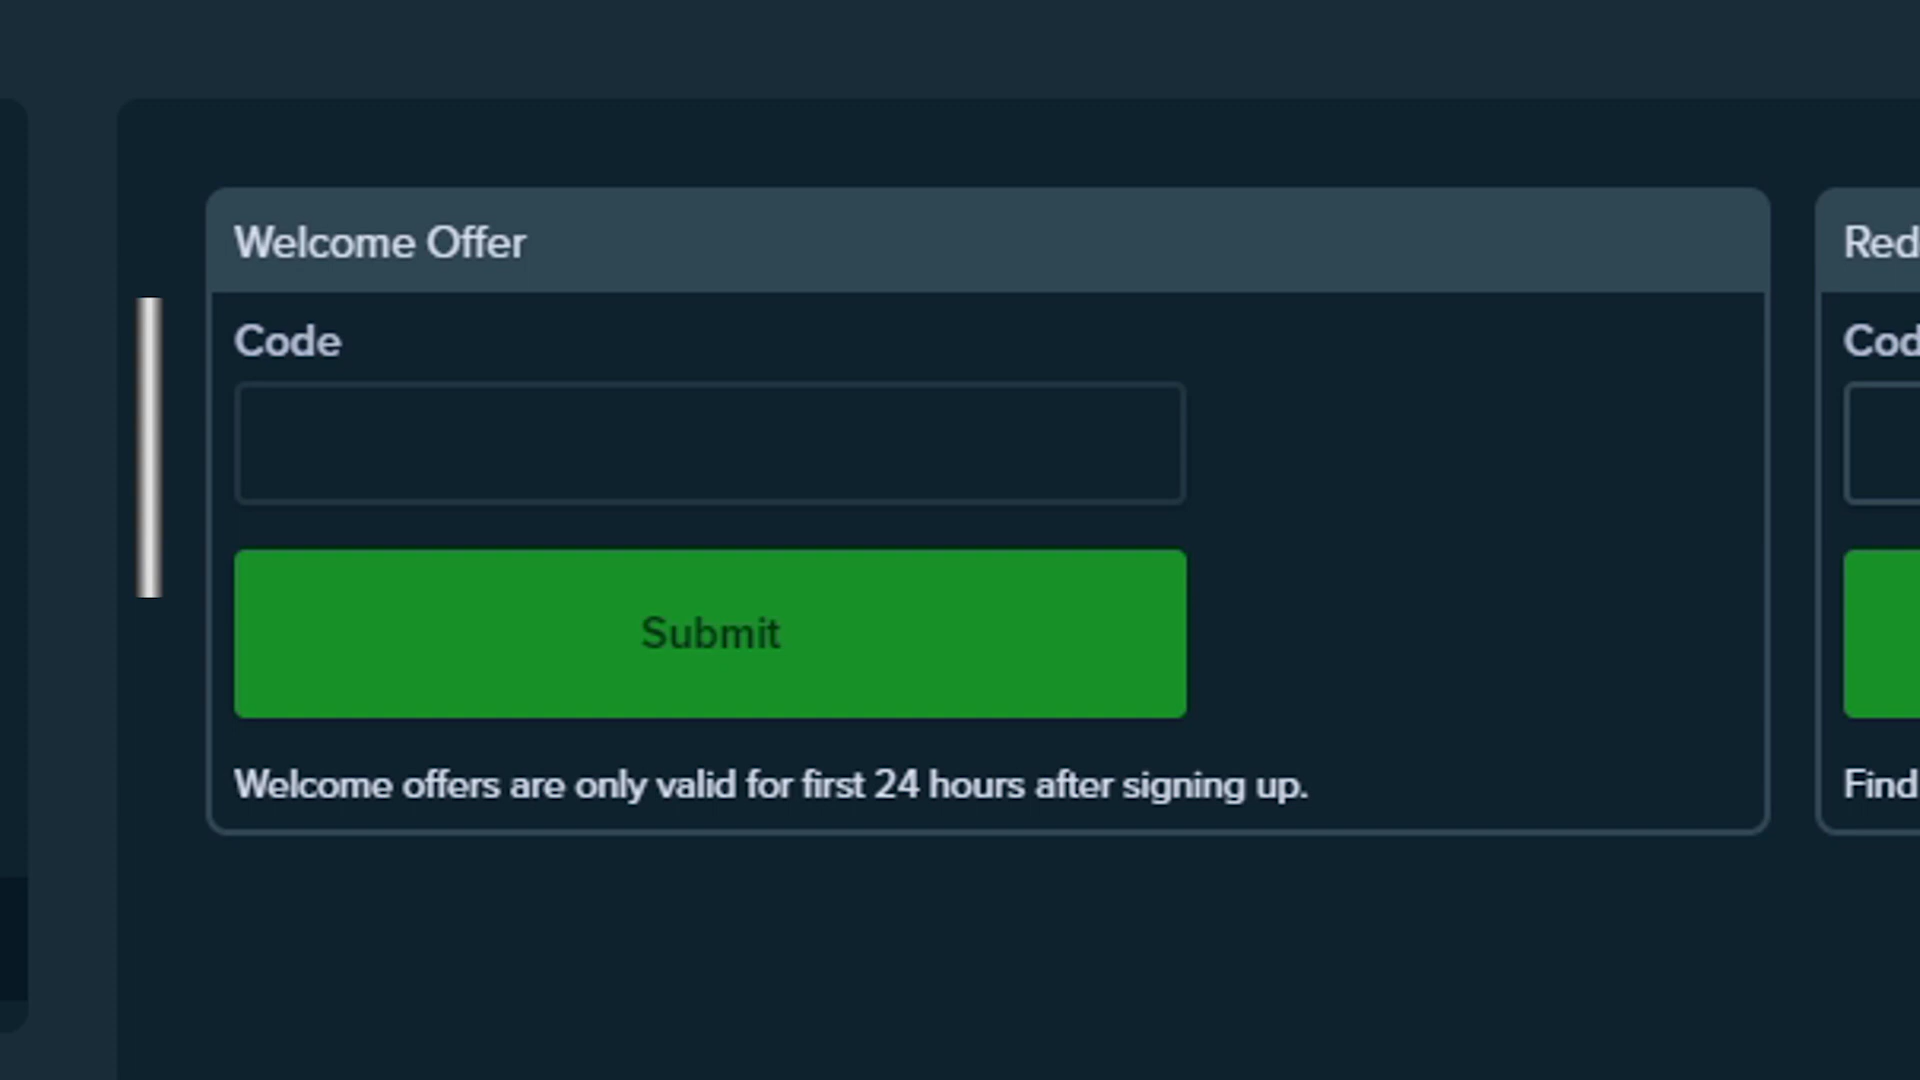 Welcome Offer
Code
Submit
Welcome offers are only valid for first 24 hours after signing up.
Red
Cod
Find